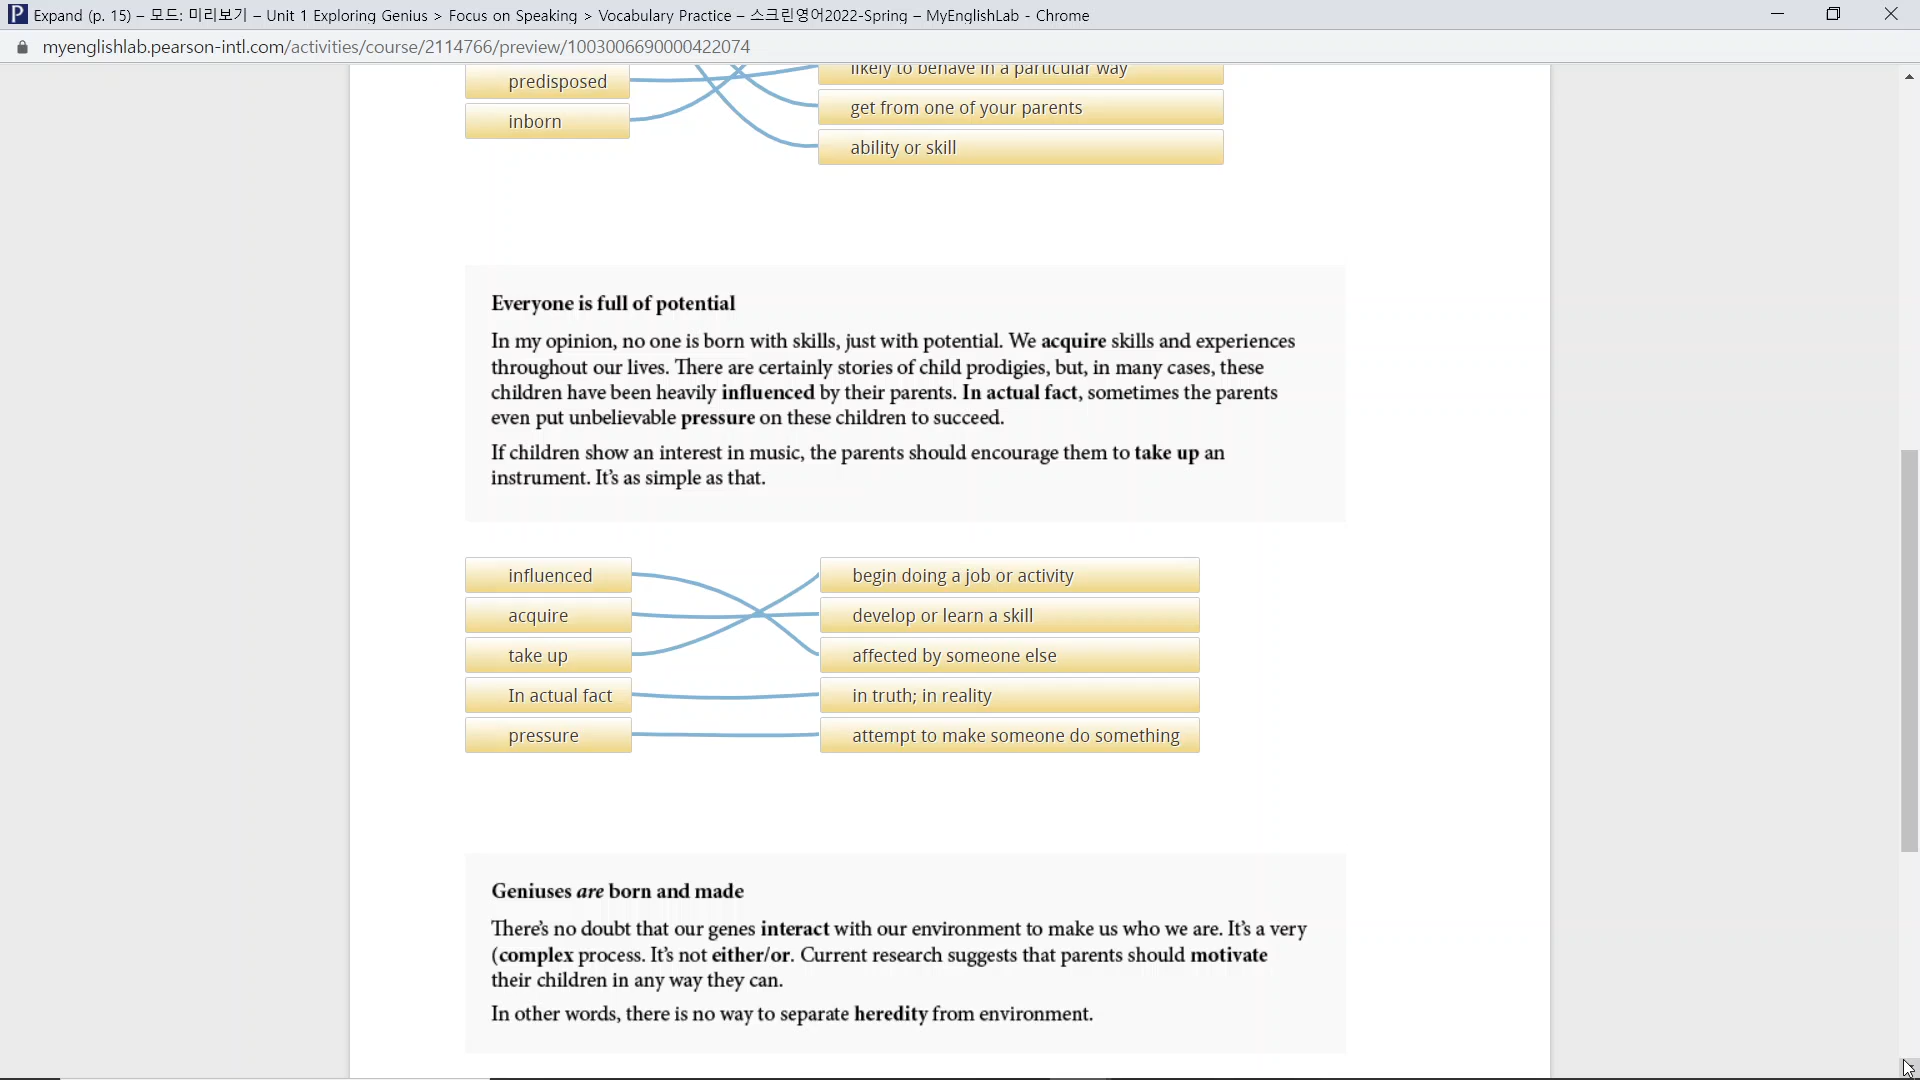 Expand (p. 15) – 모드: 미리보기 – Unit 1 Exploring Genius > Focus on Speaking > Vocabulary Practice – 스크린영어2022-Spring – MyEnglishLab - Chrome
myenglishlab.pearson-intl.com/activities/course/2114766/preview/1003006690000422074
likely to behave in a particular way
predisposed
get from one of your parents
inborn
ability or skill
Everyone is full of potential
In my opinion, no one is born with skills, just with potential. We acquire skills and experiences
throughout our lives. There are certainly stories of child prodigies, but, in many cases, these
children have been heavily influenced by their parents. In actual fact, sometimes the parents
even put unbelievable pressure on these children to succeed.
If children show an interest in music, the parents should encourage them to take up an
instrument. It's as simple as that.
influenced
begin doing a job or activity
acquire
develop or learn a skill
take up
affected by someone else
In actual fact
in truth; in reality
pressure
attempt to make someone do something
Geniuses are born and made
There's no doubt that our genes interact with our environment to make us who we are. It's a very
(complex process. It's not either/or. Current research suggests that parents should motivate
their children in any way they can.
In other words, there is no way to separate heredity from environment.